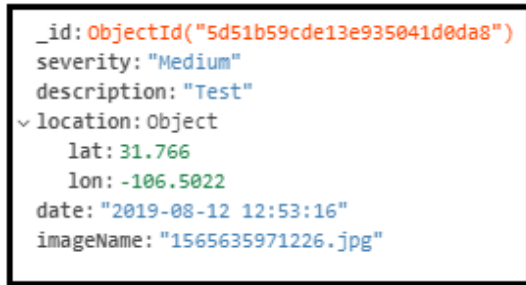 _id: ObjectId("5d51b59cde13e935041d0da8")
severity: "Medium"
description: "Test"
location: Object
lat: 31.766
lon: -106.5022
date: "2019-08-12 12:53:16"
imageName: "1565635971226.jpg"